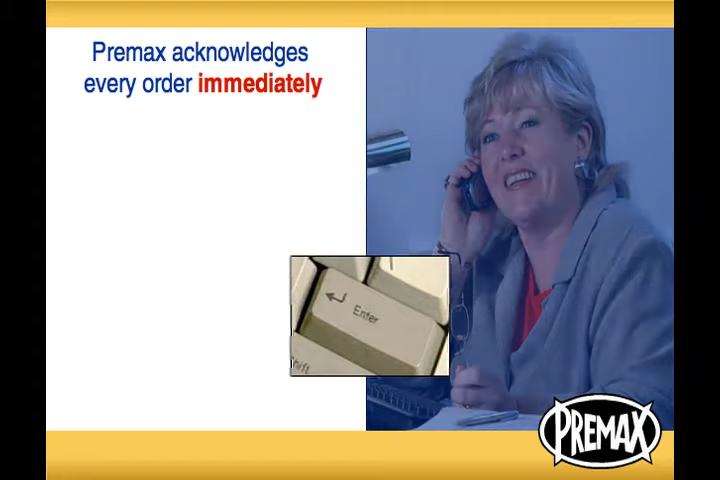 Premax acknowledges
every order immediately
Enter
Shift
PREMAX